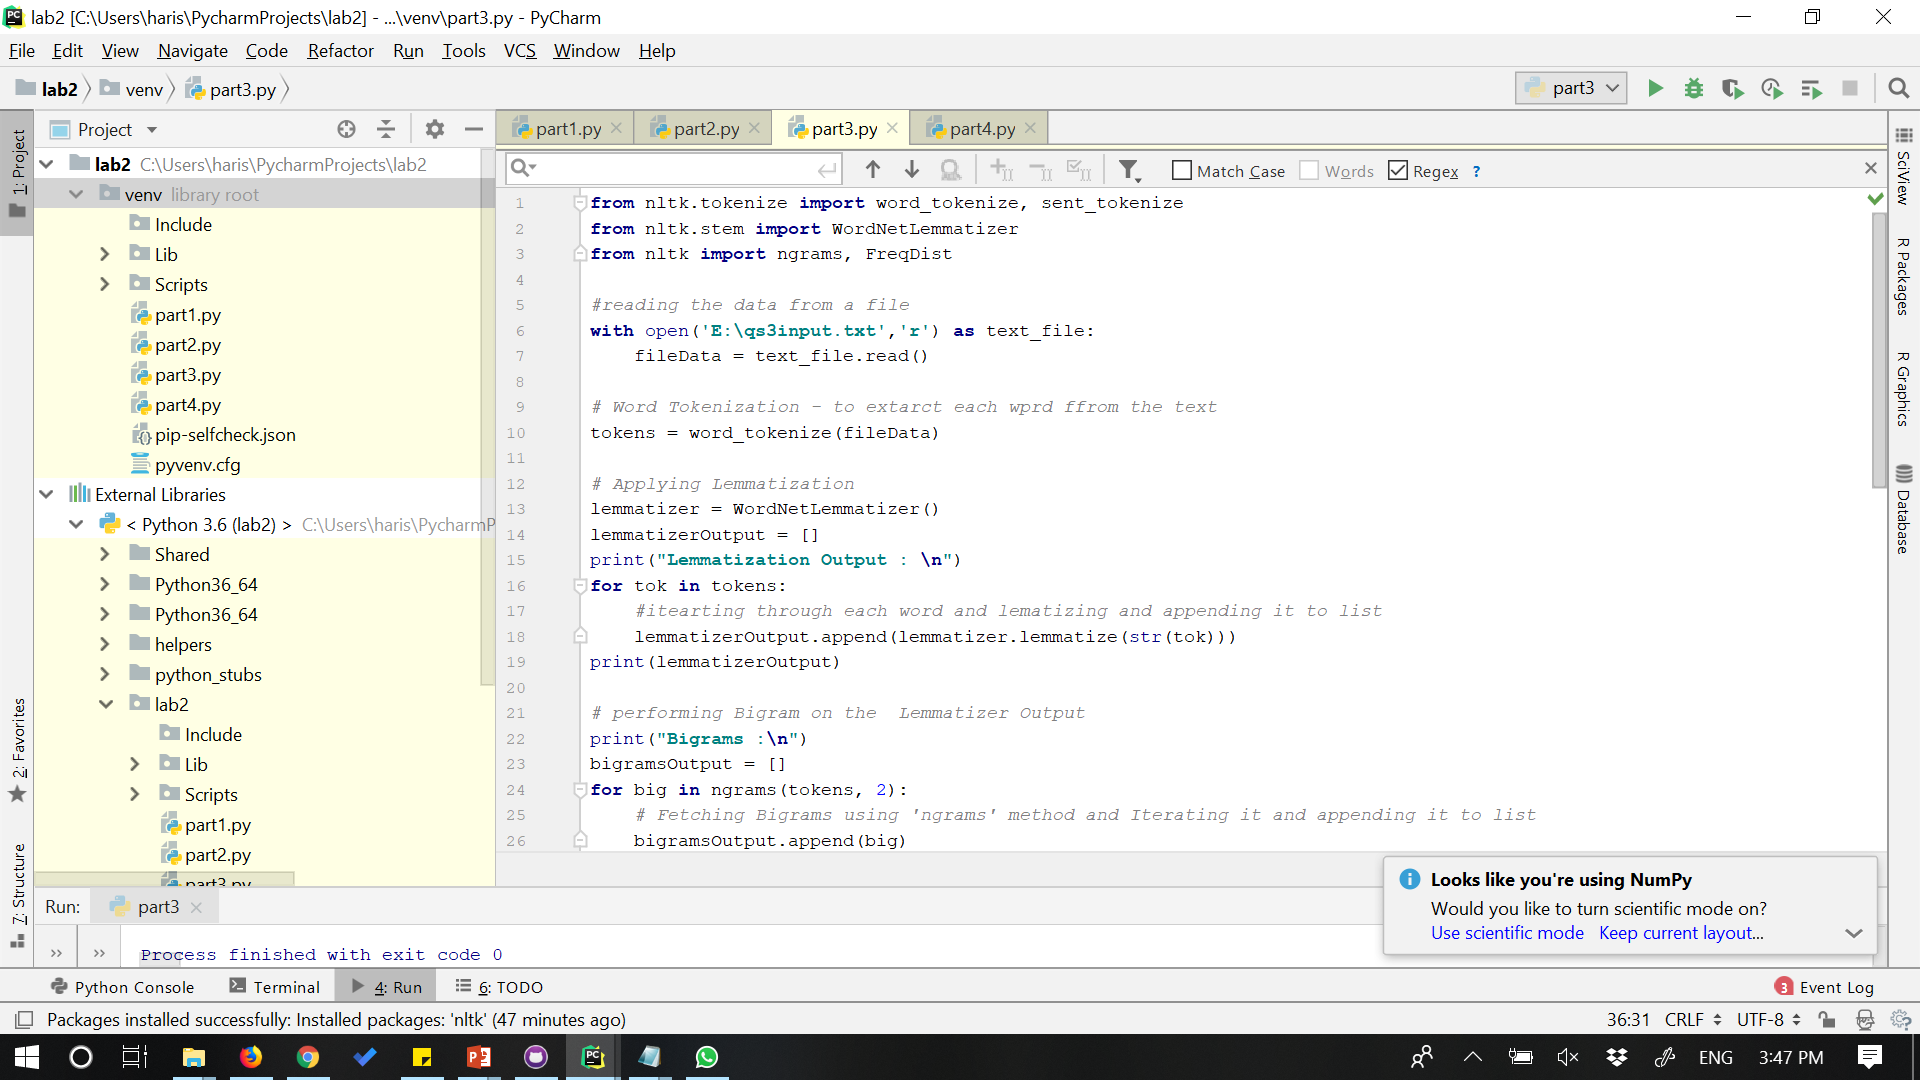 lab2 [C:\Users\haris\PycharmProjects\lab2] - ...\venv\part3.py - PyCharm
File Edit View Navigate Code Refactor Run Tools VCS Window Help
lab2 venv part3.py part3
Project
part1.py part2.py part3.py part4.py
Match Case Words Regex ?
1: Project
2: Favorites
7: Structure
lab2 C:\Users\haris\PycharmProjects\lab2
venv library root
Include
Lib
Scripts
part1.py
part2.py
part3.py
part4.py
pip-selfcheck.json
pyvenv.cfg
External Libraries
< Python 3.6 (lab2) > C:\Users\haris\PycharmP
Shared
Python36_64
Python36_64
helpers
python_stubs
lab2
Include
Lib
Scripts
part1.py
part2.py
part3.py
1 from nltk.tokenize import word_tokenize, sent_tokenize
2 from nltk.stem import WordNetLemmatizer
3 from nltk import ngrams, FreqDist
4
5 #reading the data from a file
6 with open('E:\qs3input.txt','r') as text_file:
7 fileData = text_file.read()
8
9 # Word Tokenization - to extarct each wprd ffrom the text
10 tokens = word_tokenize(fileData)
11
12 # Applying Lemmatization
13 lemmatizer = WordNetLemmatizer()
14 lemmatizerOutput = []
15 print("Lemmatization Output : \n")
16 for tok in tokens:
17 #itearting through each word and lematizing and appending it to list
18 lemmatizerOutput.append(lemmatizer.lemmatize(str(tok)))
19 print(lemmatizerOutput)
20
21 # performing Bigram on the  Lemmatizer Output
22 print("Bigrams :\n")
23 bigramsOutput = []
24 for big in ngrams(tokens, 2):
25 # Fetching Bigrams using 'ngrams' method and Iterating it and appending it to list
26 bigramsOutput.append(big)
SciView
R Packages
R Graphics
Database
Looks like you're using NumPy
Would you like to turn scientific mode on?
Use scientific mode Keep current layout...
Run: part3
» » Process finished with exit code 0
Python Console Terminal 4: Run 6: TODO 3 Event Log
Packages installed successfully: Installed packages: 'nltk' (47 minutes ago) 36:31 CRLF UTF-8
ENG 3:47 PM